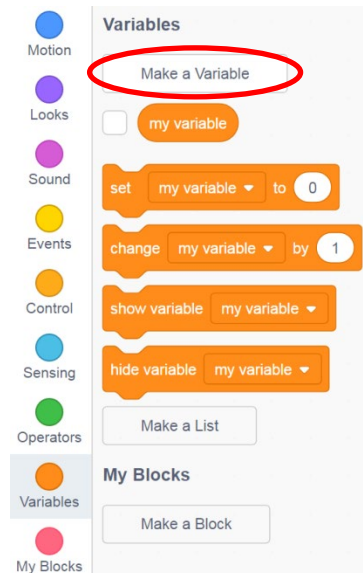 Motion
Looks
Sound
Events
Control
Sensing
Operators
Variables
My Blocks
Variables
Make a Variable
my variable
set my variable to 0
change my variable by 1
show variable my variable
hide variable my variable
Make a List
My Blocks
Make a Block